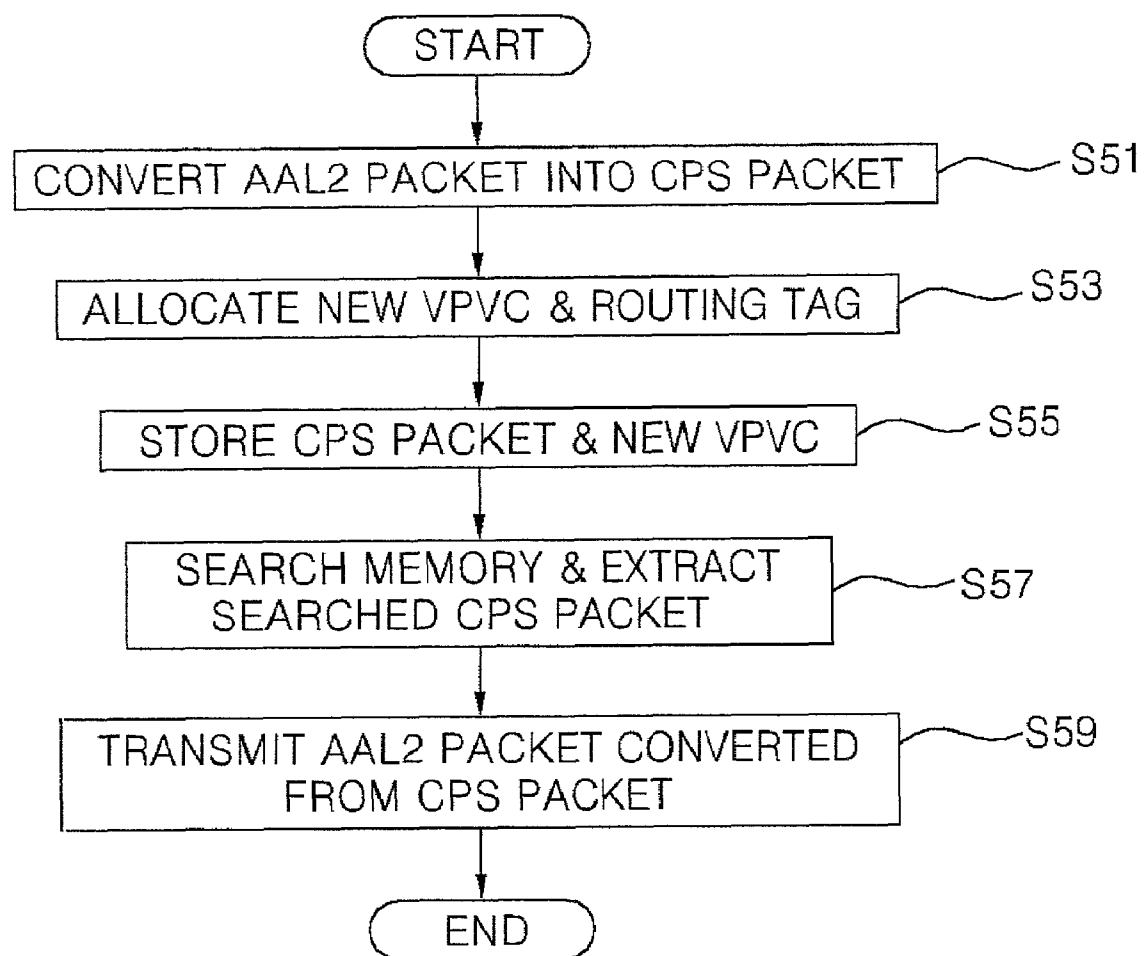 START
CONVERT AAL2 PACKET INTO CPS PACKET
S51
ALLOCATE NEW VPVC & ROUTING TAG
S53
STORE CPS PACKET & NEW VPVC
S55
SEARCH MEMORY & EXTRACT
SEARCHED CPS PACKET
S57
TRANSMIT AAL2 PACKET CONVERTED
FROM CPS PACKET
S59
END